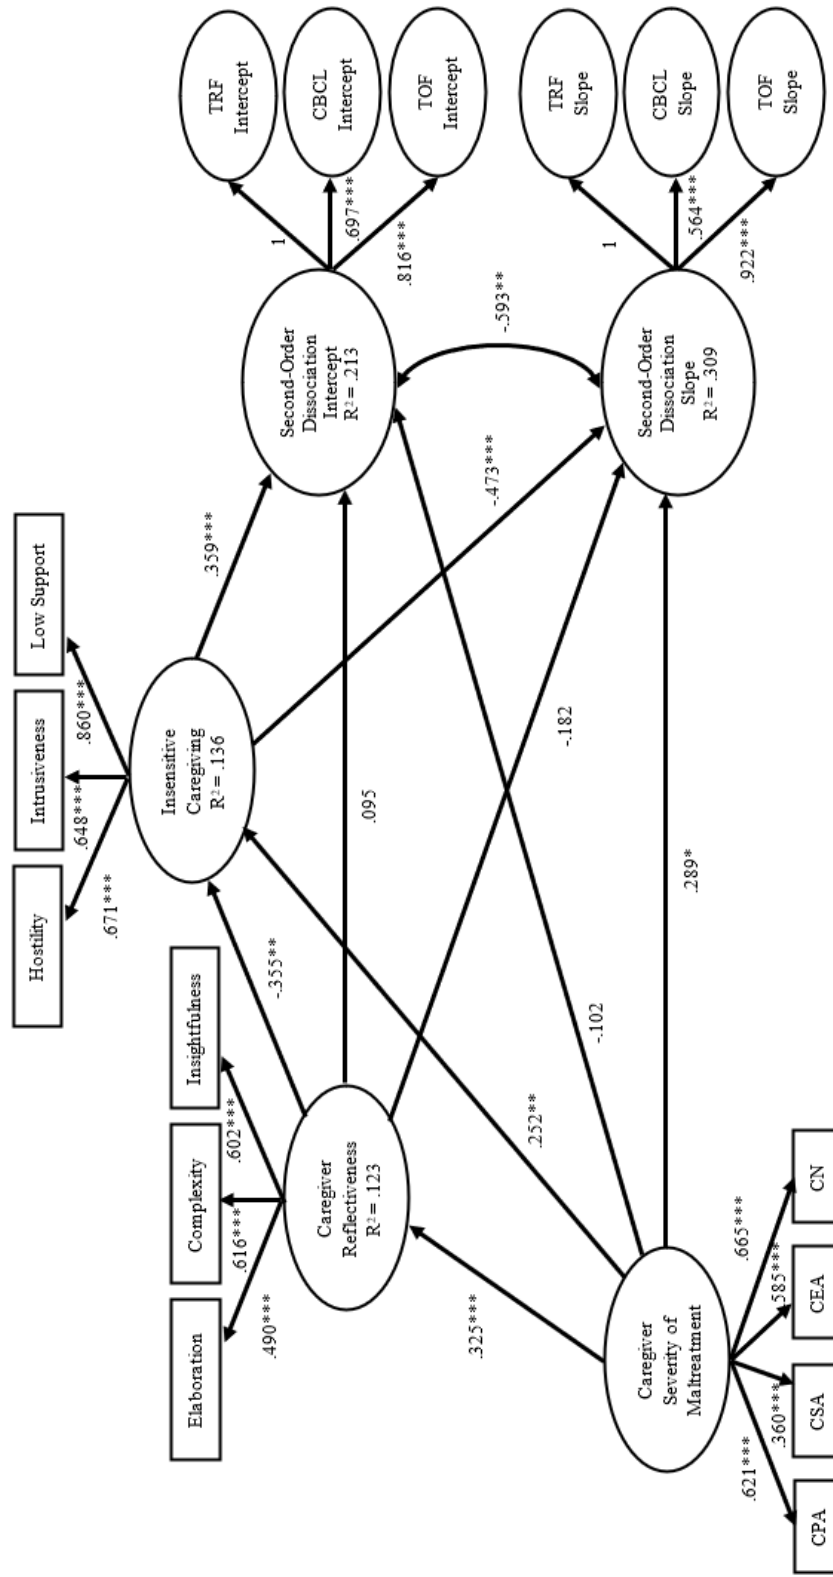 Hostility
Intrusiveness
Low Support
.671***
.648***
.860***
Insensitive
Caregiving
R² = .136
Elaboration
Complexity
Insightfulness
.490***
.616***
.602***
Caregiver
Reflectiveness
R² = .123
-.355**
.359***
.095
-.182
-.473***
.325***
.252**
-.102
.289*
Caregiver
Severity of
Maltreatment
.621***
.360***
.585***
.665***
CPA
CSA
CEA
CN
Second-Order
Dissociation
Intercept
R² = .213
-.593**
Second-Order
Dissociation
Slope
R² = .309
1
.697***
.816***
TRF
Intercept
CBCL
Intercept
TOF
Intercept
1
.564***
.922***
TRF
Slope
CBCL
Slope
TOF
Slope